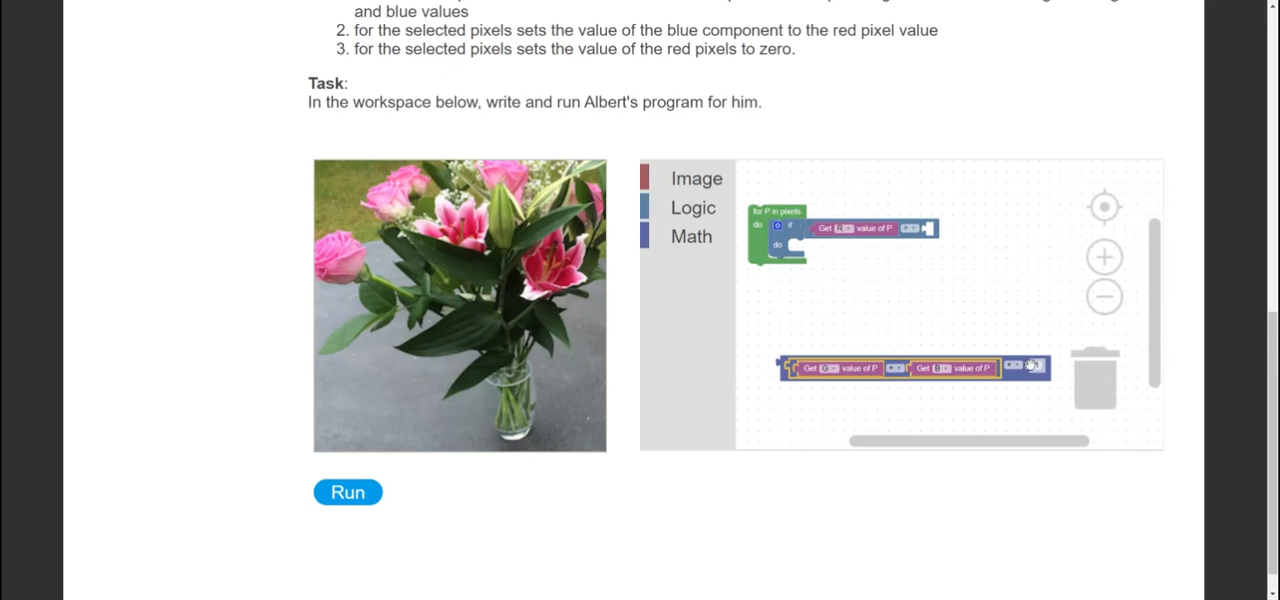 and blue values
2. for the selected pixels sets the value of the blue component to the red pixel value
3. for the selected pixels sets the value of the red pixels to zero.
Task:
In the workspace below, write and run Albert's program for him.
Image
Logic
Math
for P in pixels
do if Get R value of P >
do
Get G value of P + Get B value of P
Run